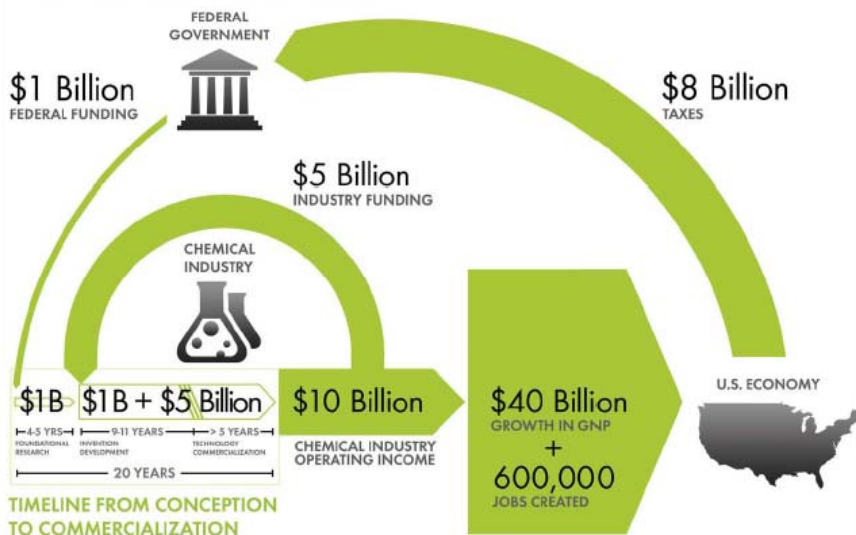 FEDERAL
GOVERNMENT
$1 Billion
FEDERAL FUNDING
$8 Billion
TAXES
$5 Billion
INDUSTRY FUNDING
CHEMICAL
INDUSTRY
$1B
$1B + $5 Billion
$10 Billion
CHEMICAL INDUSTRY
OPERATING INCOME
$40 Billion
GROWTH IN GNP
+
600,000
JOBS CREATED
U.S. ECONOMY
4-5 YRS
FOUNDATIONAL
RESEARCH
9-11 YEARS
INVENTION
DEVELOPMENT
> 5 YEARS
TECHNOLOGY
COMMERCIALIZATION
20 YEARS
TIMELINE FROM CONCEPTION
TO COMMERCIALIZATION